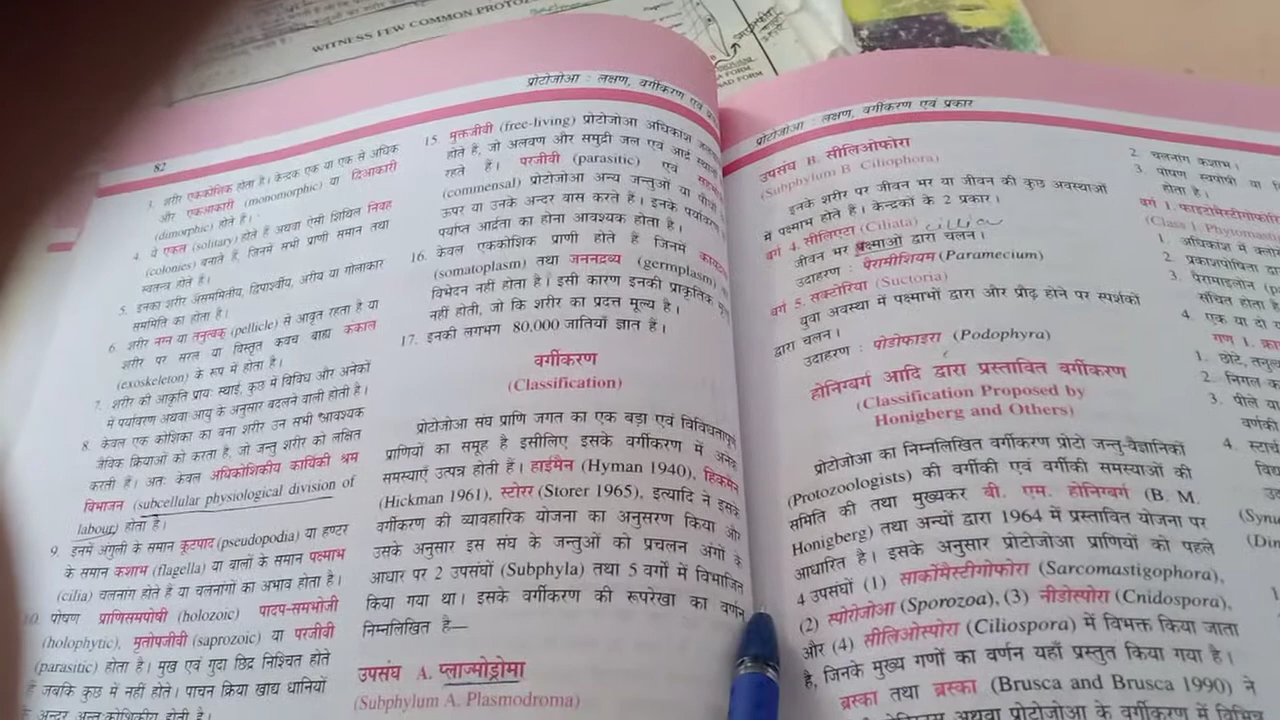 WITNESS FEW COMMON PROTOZ
प्रोटोजोआ : लक्षण, वर्गीकरण एवं
82
3. शरीर एककोशिक होता है। केन्द्रक एक या एक से अधिक
और एकआकारी (monomorphic) या द्विआकारी
(dimorphic) होते हैं।
4. ये एकल (solitary) होते हैं अथवा ऐसी शिथिल निवह
(colonies) बनाते हैं, जिनमें सभी प्राणी समान तथा
स्वतन्त्र होते हैं।
5. इनका शरीर असममितीय, द्विपार्श्वीय, अरीय या गोलाकार
सममिति का होता है।
6. शरीर नग्न या तनुत्वक् (pellicle) से आवृत रहता है या
शरीर पर सरल या विस्तृत कवच बाह्य कंकाल
(exoskeleton) के रूप में होता है।
7. शरीर की आकृति प्रायः स्थाई, कुछ में विविध और अनेकों
में पर्यावरण अथवा आयु के अनुसार बदलने वाली होती है।
8. केवल एक कोशिका का बना शरीर उन सभी आवश्यक
जैविक क्रियाओं को करता है, जो जन्तु शरीर को लक्षित
करती हैं। अतः केवल अधिकोशिकीय कार्यिकी श्रम
विभाजन (subcellular physiological division of
labour) होता है।
9. इनमें अंगुली के समान कूटपाद (pseudopodia) या हण्टर
के समान कशाभ (flagella) या बालों के समान पक्ष्माभ
(cilia) चलनांग होते हैं या चलनांगों का अभाव होता है।
10. पोषण प्राणिसमपोषी (holozoic) पादप-समभोजी
(holophytic), मृतोपजीवी (saprozoic) या परजीवी
(parasitic) होता है। मुख एवं गुदा छिद्र निश्चित होते
हैं जबकि कुछ में नहीं होते। पाचन क्रिया खाद्य धानियों
के अन्दर अन्तःकोशिकीय होती है।
15. मुक्तजीवी (free-living) प्रोटोजोआ अधिकांश
होते हैं, जो अलवण और समुद्री जल एवं आर्द्र स्थानों
रहते हैं। परजीवी (parasitic) एवं
(commensal) प्रोटोजोआ अन्य जन्तुओं या पौधों
ऊपर या उनके अन्दर वास करते हैं। इनके पर्यावरण
पर्याप्त आर्द्रता का होना आवश्यक होता है।
16. केवल एककोशिक प्राणी होते हैं जिनमें
(somatoplasm) तथा जननद्रव्य (germplasm)
विभेदन नहीं होता है। इसी कारण इनकी प्राकृतिक
नहीं होती, जो कि शरीर का प्रदत्त मूल्य है।
17. इनकी लगभग 80,000 जातियाँ ज्ञात हैं।
वर्गीकरण
(Classification)
प्रोटोजोआ संघ प्राणि जगत का एक बड़ा एवं विविधतापूर्ण
प्राणियों का समूह है इसीलिए इसके वर्गीकरण में अनेक
समस्याएँ उत्पन्न होती हैं। हाईमैन (Hyman 1940), हिकमैन
(Hickman 1961), स्टोरर (Storer 1965), इत्यादि ने इसके
वर्गीकरण की व्यावहारिक योजना का अनुसरण किया और
उसके अनुसार इस संघ के जन्तुओं को प्रचलन अंगों के
आधार पर 2 उपसंघों (Subphyla) तथा 5 वर्गों में विभाजित
किया गया था। इसके वर्गीकरण की रूपरेखा का वर्णन
निम्नलिखित है—
उपसंघ A. प्लाज्मोड्रोमा
(Subphylum A. Plasmodroma)
प्रोटोजोआ : लक्षण, वर्गीकरण एवं प्रकार
उपसंघ B. सीलिओफोरा
(Subphylum B. Ciliophora)
इनके शरीर पर जीवन भर या जीवन की कुछ अवस्थाओं
में पक्ष्माभ होते हैं। केन्द्रकों के 2 प्रकार।
वर्ग 4. सीलिएटा (Ciliata)
जीवन भर पक्ष्माओं द्वारा चलन।
उदाहरण : पैरामीशियम (Paramecium)
वर्ग 5. सक्टोरिया (Suctoria)
युवा अवस्था में पक्ष्माभों द्वारा और प्रौढ़ होने पर स्पर्शकों
द्वारा चलन।
उदाहरण : पोडोफाइरा (Podophyra)
होनिग्बर्ग आदि द्वारा प्रस्तावित वर्गीकरण
(Classification Proposed by
Honigberg and Others)
प्रोटोजोआ का निम्नलिखित वर्गीकरण प्रोटो जन्तु-वैज्ञानिकों
(Protozoologists) की वर्गीकी एवं वर्गीकी समस्याओं की
समिति की तथा मुख्यकर बी. एम. होनिग्बर्ग (B. M.
Honigberg) तथा अन्यों द्वारा 1964 में प्रस्तावित योजना पर
आधारित है। इसके अनुसार प्रोटोजोआ प्राणियों को पहले
4 उपसंघों (1) सार्कोमैस्टीगोफोरा (Sarcomastigophora),
(2) स्पोरोजोआ (Sporozoa), (3) नीडोस्पोरा (Cnidospora),
और (4) सीलिओस्पोरा (Ciliospora) में विभक्त किया जाता
है, जिनके मुख्य गणों का वर्णन यहाँ प्रस्तुत किया गया है।
ब्रस्का तथा ब्रस्का (Brusca and Brusca 1990) ने
अथवा प्रोटोजोआ के वर्गीकरण में
2. चलनांग कशाभ।
3. पोषण स्वपोषी या
होता है।
वर्ग 1. फाइटोमैस्टीगोफोरि
(Class 1. Phytomasti
1. अधिकांश में
2. प्रकाशपोषिता
3. पैरामाइलोन
संचित होता है
4. एक या दो
गण 1.
1. छोटे,
2. निगल
3. पीले या
वर्णकी
4. स्टार्च